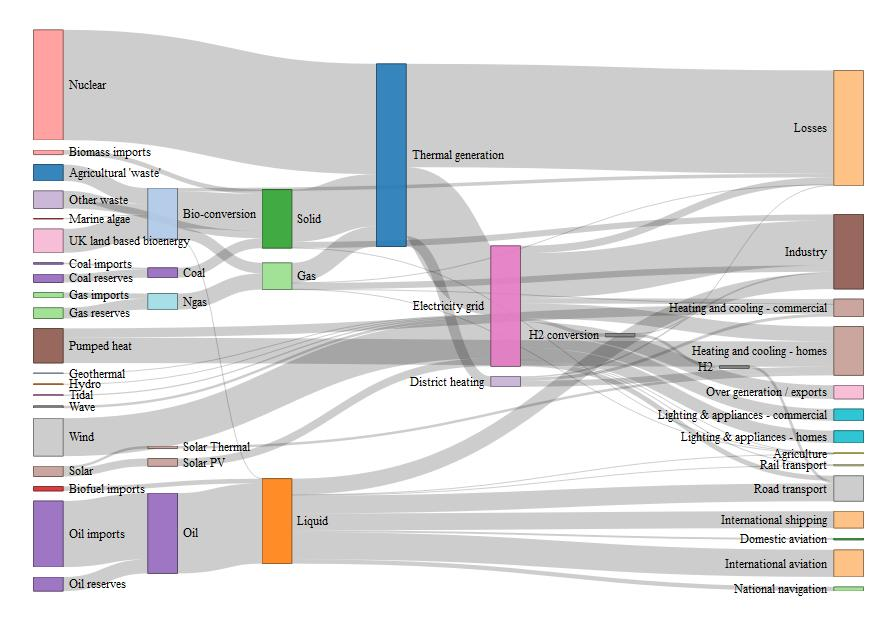 Nuclear
Biomass imports
Agricultural 'waste'
Other waste
Marine algae
UK land based bioenergy
Coal imports
Coal reserves
Gas imports
Gas reserves
Pumped heat
Geothermal
Hydro
Tidal
Wave
Wind
Solar
Biofuel imports
Oil imports
Oil reserves
Bio-conversion
Coal
Ngas
Solar Thermal
Solar PV
Oil
Solid
Gas
Liquid
Thermal generation
Electricity grid
District heating
H2 conversion
H2
Losses
Industry
Heating and cooling - commercial
Heating and cooling - homes
Over generation / exports
Lighting & appliances - commercial
Lighting & appliances - homes
Agriculture
Rail transport
Road transport
International shipping
Domestic aviation
International aviation
National navigation